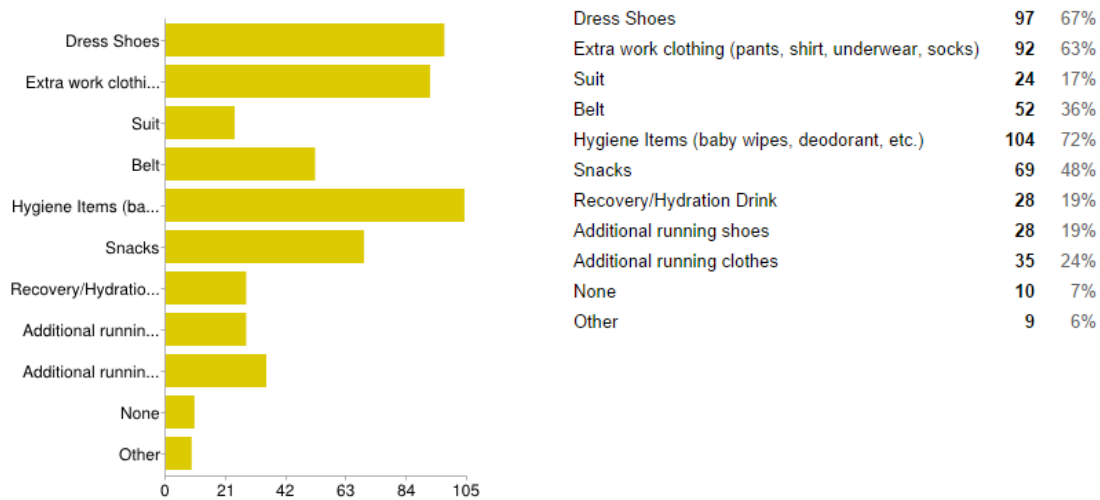 Dress Shoes
Extra work clothi...
Suit
Belt
Hygiene Items (ba...
Snacks
Recovery/Hydratio...
Additional runnin...
Additional runnin...
None
Other
0 21 42 63 84 105
Dress Shoes 97 67%
Extra work clothing (pants, shirt, underwear, socks) 92 63%
Suit 24 17%
Belt 52 36%
Hygiene Items (baby wipes, deodorant, etc.) 104 72%
Snacks 69 48%
Recovery/Hydration Drink 28 19%
Additional running shoes 28 19%
Additional running clothes 35 24%
None 10 7%
Other 9 6%